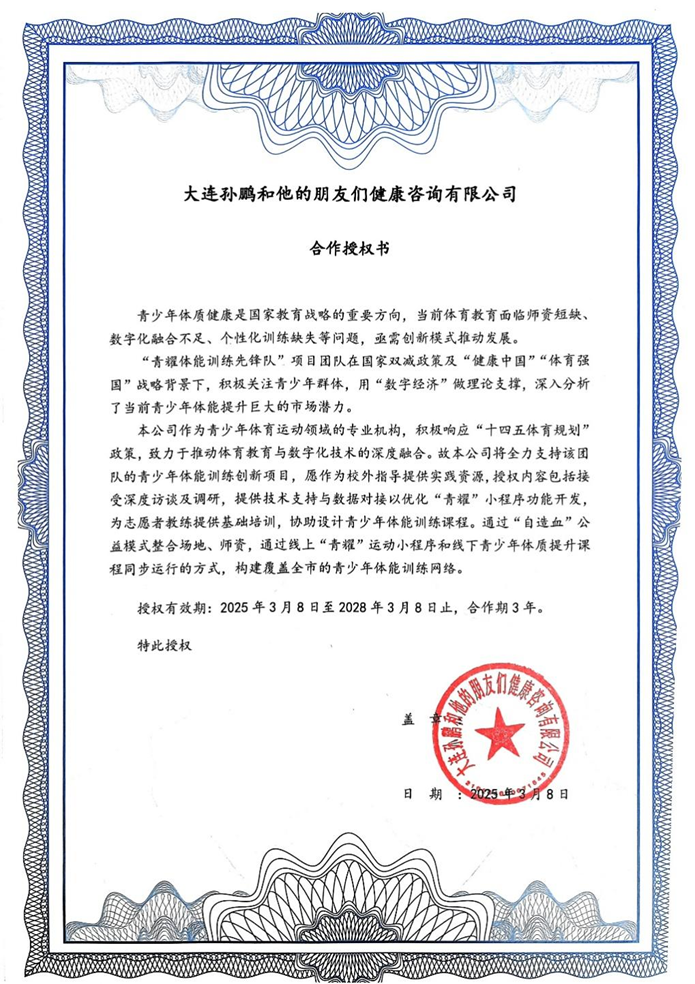 大连孙鹏和他的朋友们健康咨询有限公司
合作授权书
青少年体质健康是国家教育战略的重要方向，当前体育教育面临师资短缺、
数字化融合不足、个性化训练缺失等问题，亟需创新模式推动发展。
“青耀体能训练先锋队”项目团队在国家双减政策及“健康中国”“体育强
国”战略背景下，积极关注青少年群体，用“数字经济”做理论支撑，深入分析
了当前青少年体能提升巨大的市场潜力。
本公司作为青少年体育运动领域的专业机构，积极响应“十四五体育规划”
政策，致力于推动体育教育与数字化技术的深度融合。故本公司将全力支持该团
队的青少年体能训练创新项目，愿作为校外指导提供实践资源，授权内容包括接
受深度访谈及调研，提供技术支持与数据对接以优化“青耀”小程序功能开发，
为志愿者教练提供基础培训，协助设计青少年体能训练课程。通过“自造血”公
益模式整合场地、师资，通过线上“青耀”运动小程序和线下青少年体质提升课
程同步运行的方式，构建覆盖全市的青少年体能训练网络。
授权有效期：2025 年 3 月 8 日至 2028 年 3 月 8 日止，合作期 3 年。
特此授权
盖 章
大连孙鹏和他的朋友们健康咨询有限公司
日 期 ：2025 年 3 月 8 日